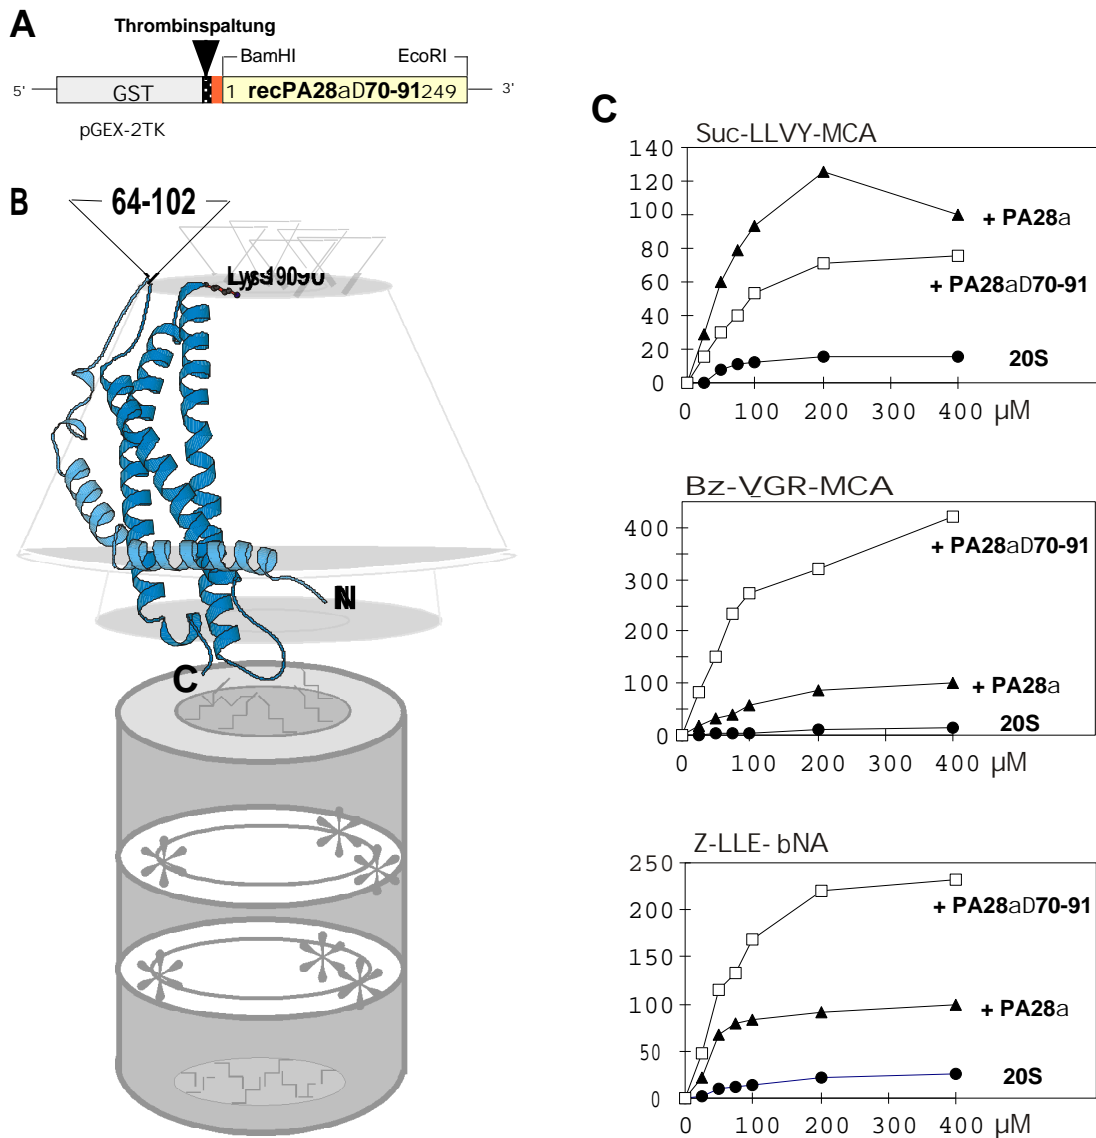 A
Thrombinspaltung
BamHI EcoRI
5' GST 1 recPA28aD70-91249 3'
pGEX-2TK
B
64-102
N
C
C
Suc-LLVY-MCA
140
120
100
80
60
40
20
0
+ PA28a
+ PA28aD70-91
20S
0 100 200 300 400 µM
Bz-VGR-MCA
400
300
200
100
0
+ PA28aD70-91
+ PA28a
20S
0 100 200 300 400 µM
Z-LLE- bNA
250
200
150
100
50
0
+ PA28aD70-91
+ PA28a
20S
0 100 200 300 400 µM